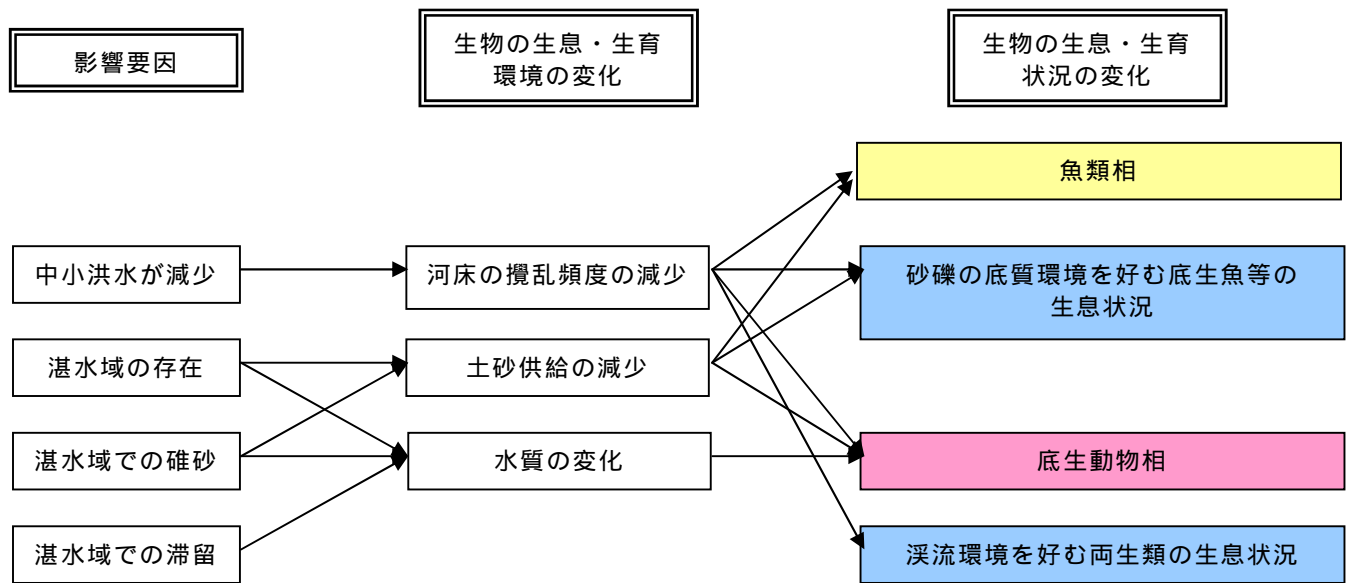 影響要因
生物の生息・生育
環境の変化
生物の生息・生育
状況の変化
魚類相
中小洪水が減少
河床の攪乱頻度の減少
砂礫の底質環境を好む底生魚等の
生息状況
湛水域の存在
土砂供給の減少
湛水域での碓砂
水質の変化
底生動物相
湛水域での滞留
渓流環境を好む両生類の生息状況